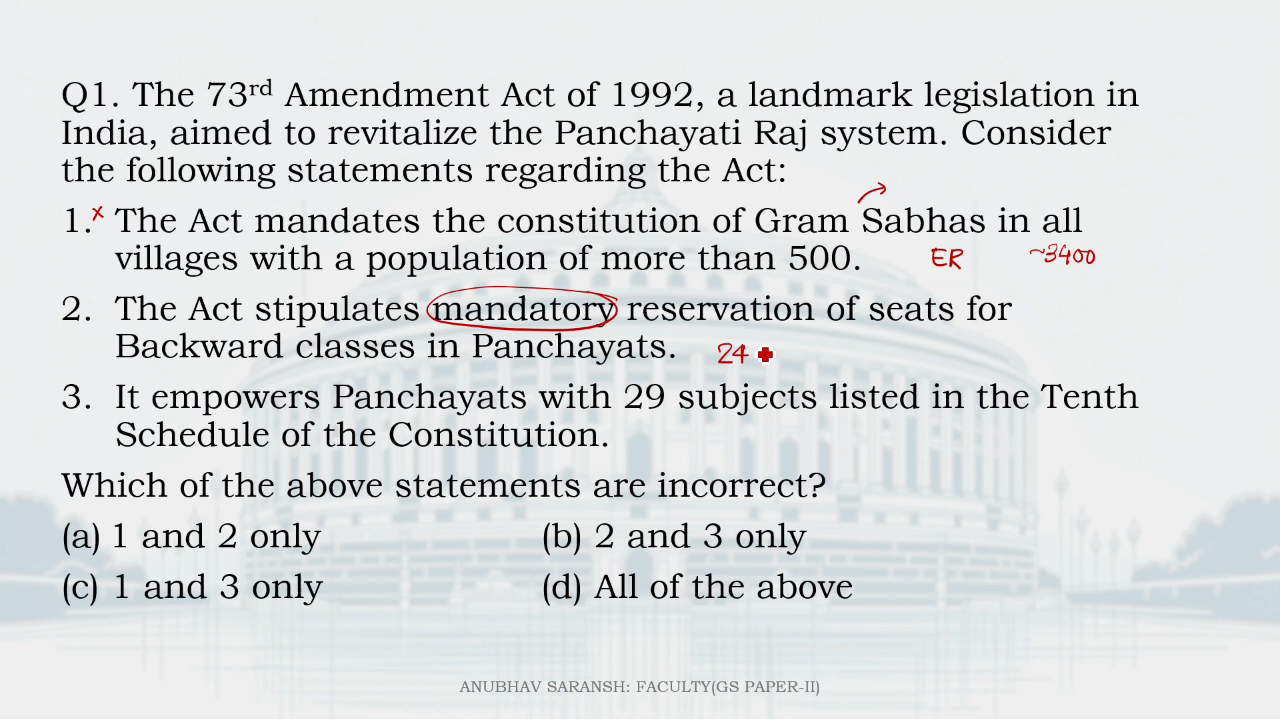 Q1. The 73rd Amendment Act of 1992, a landmark legislation in
India, aimed to revitalize the Panchayati Raj system. Consider
the following statements regarding the Act:
1.x The Act mandates the constitution of Gram Sabhas in all
villages with a population of more than 500.
ER ~3400
2. The Act stipulates mandatory reservation of seats for
Backward classes in Panchayats.
24
3. It empowers Panchayats with 29 subjects listed in the Tenth
Schedule of the Constitution.
Which of the above statements are incorrect?
(a) 1 and 2 only (b) 2 and 3 only
(c) 1 and 3 only (d) All of the above
ANUBHAV SARANSH: FACULTY(GS PAPER-II)